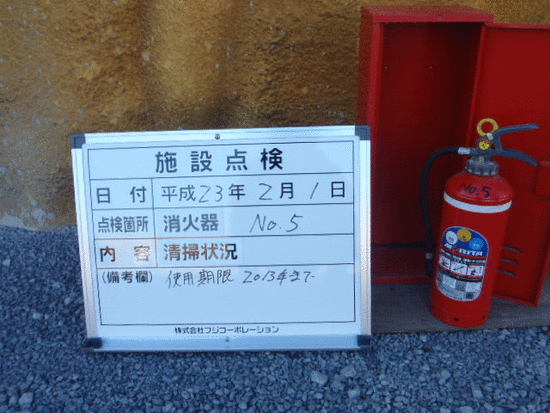 施設点検
日付 平成23年2月1日
点検箇所 消火器 No.5
内容 清掃状況
(備考欄) 使用期限 2013年まで
株式会社フジコーポレーション
No.5